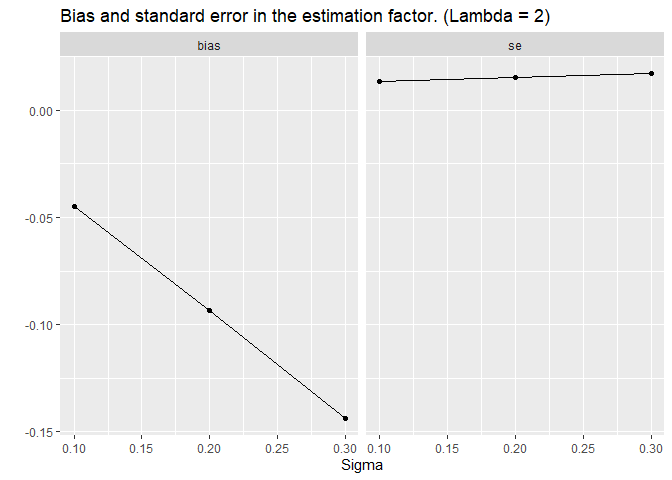 Bias and standard error in the estimation factor. (Lambda = 2)
bias
se
0.00
-0.05
-0.10
-0.15
0.10 0.15 0.20 0.25 0.30 0.10 0.15 0.20 0.25 0.30
Sigma